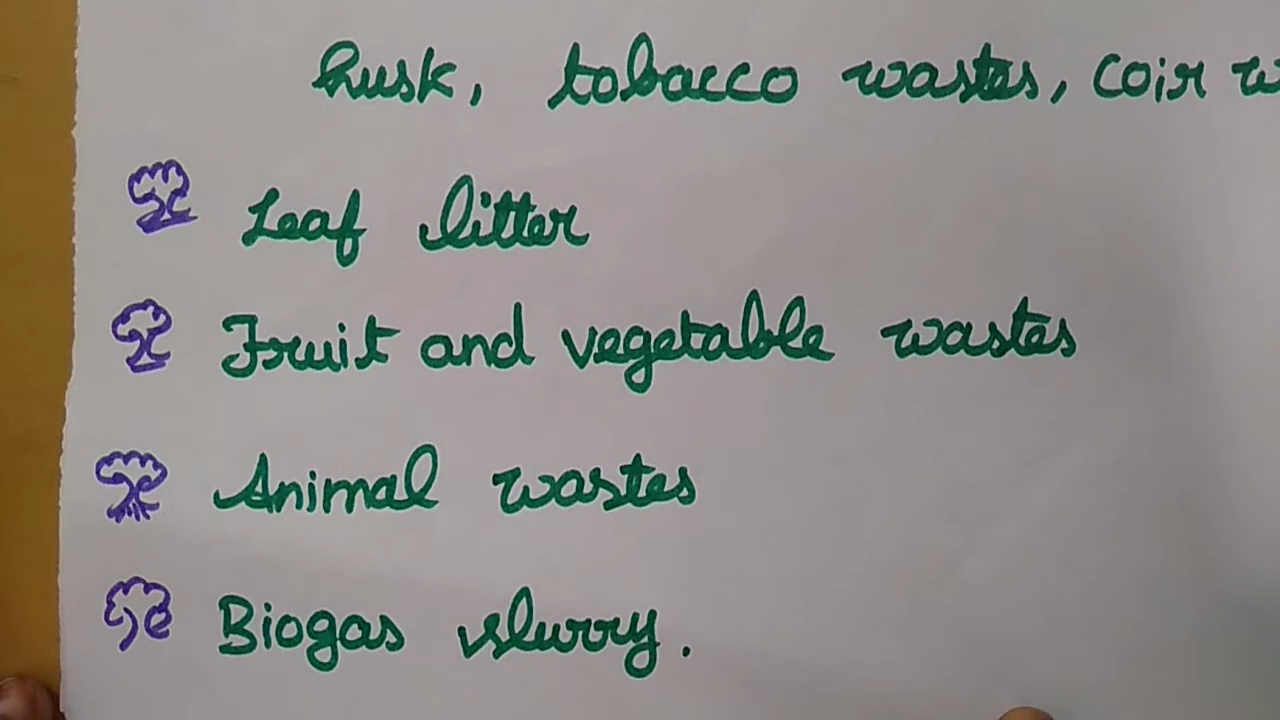 husk, tobacco wastes, coir
Leaf litter
Fruit and vegetable wastes
Animal wastes
Biogas slurry.